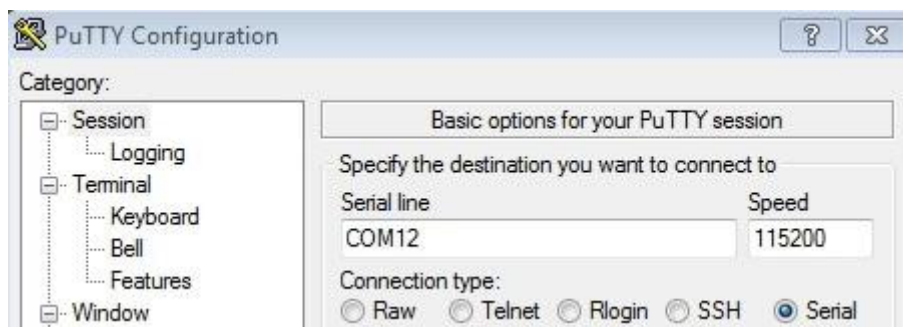 PuTTY Configuration
Category:
Session
Logging
Terminal
Keyboard
Bell
Features
Window
Basic options for your PuTTY session
Specify the destination you want to connect to
Serial line Speed
COM12 115200
Connection type:
Raw Telnet Rlogin SSH Serial